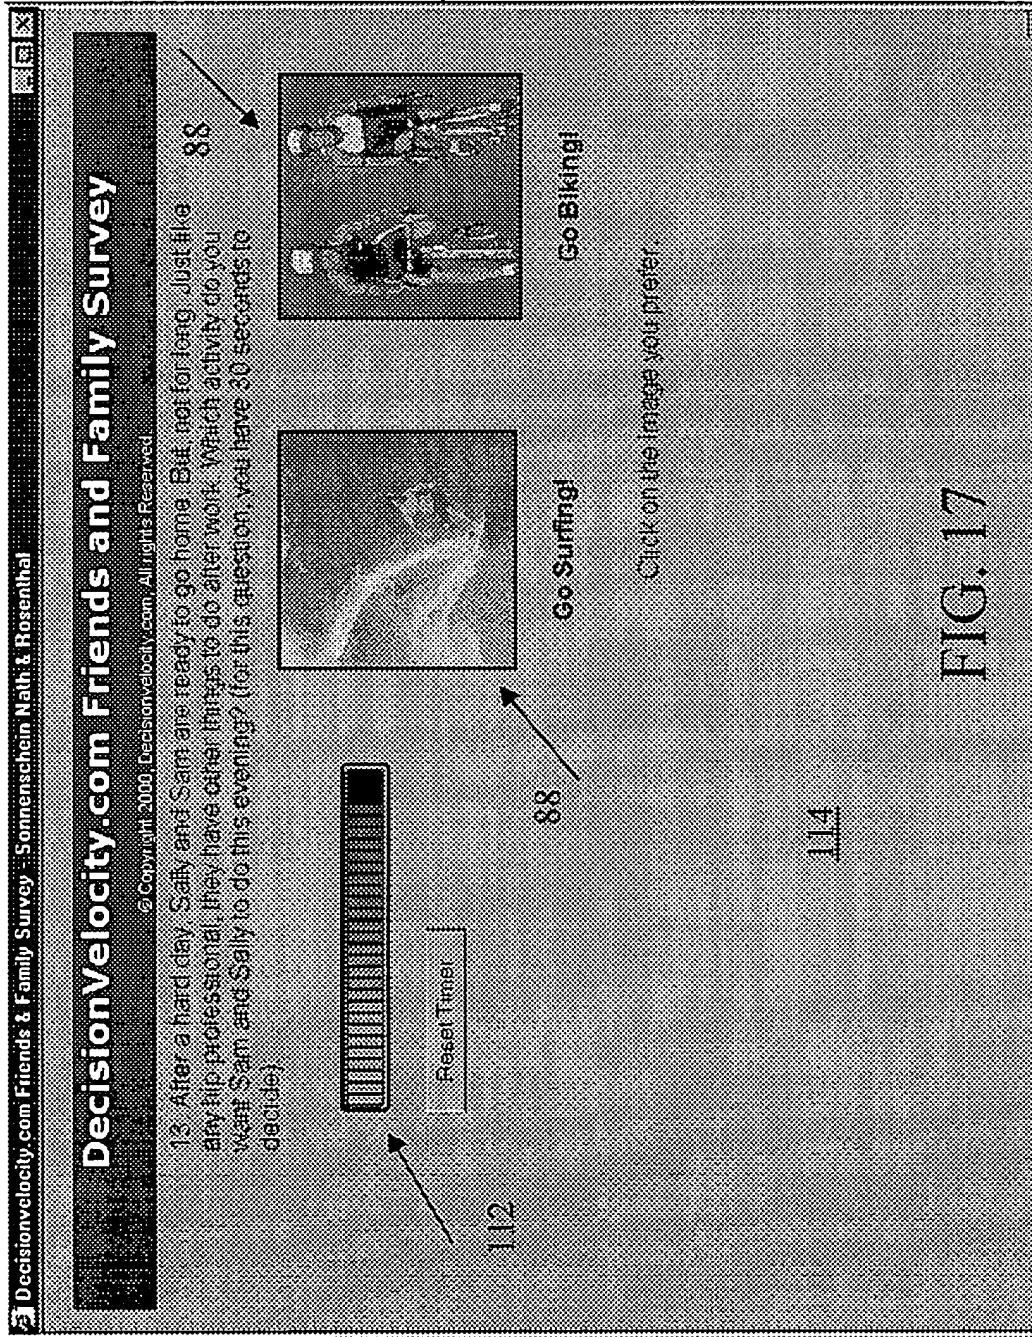 Decisionvelocity.com Friends & Family Survey - Sonnenschein Nath & Rosenthal
DecisionVelocity.com Friends and Family Survey
© Copyright 2000, Decisionvelocity.com, All rights Reserved
13. After a hard day, Sally and Sam are ready to go home. But, not for long. Just like
any hip professional, they have other things to do after work. Which activity do you
want Sam and Sally to do this evening? (for this question, you have 30 seconds to
decide)
88
112
Reset Timer
88
Go Surfing!
Go Biking!
Click on the image you prefer.
114
FIG. 17